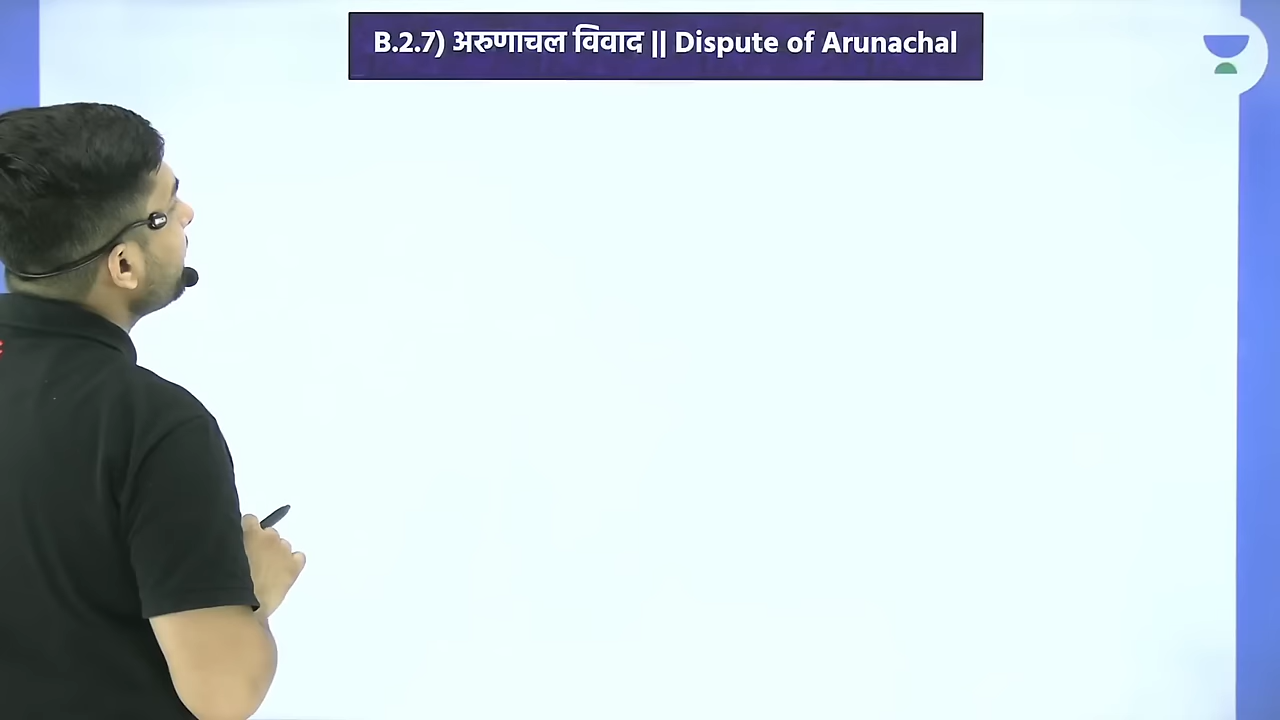 B.2.7) अरुणाचल विवाद || Dispute of Arunachal